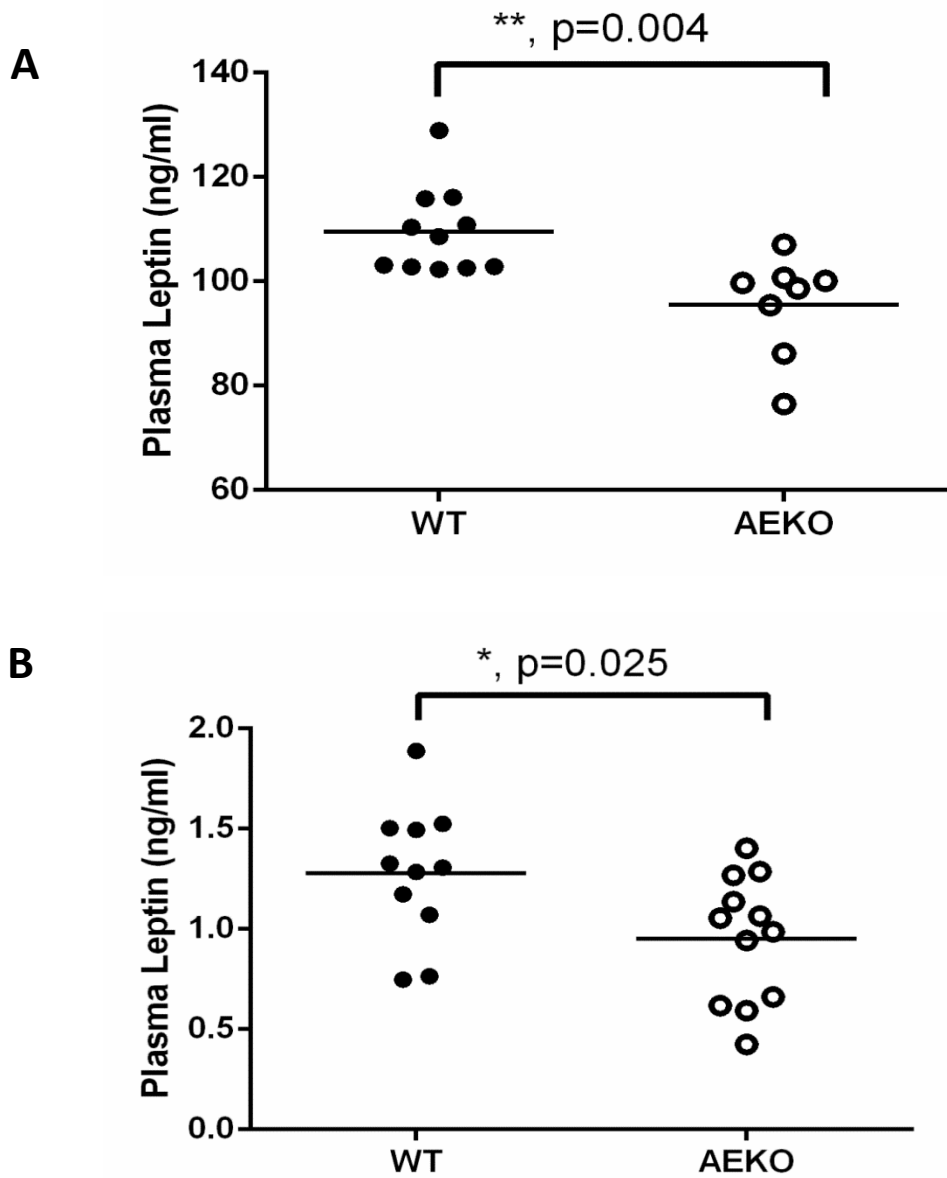 A
**, p=0.004
Plasma Leptin (ng/ml)
140
120
100
80
60
WT
AEKO
B
*, p=0.025
Plasma Leptin (ng/ml)
2.0
1.5
1.0
0.5
0.0
WT
AEKO